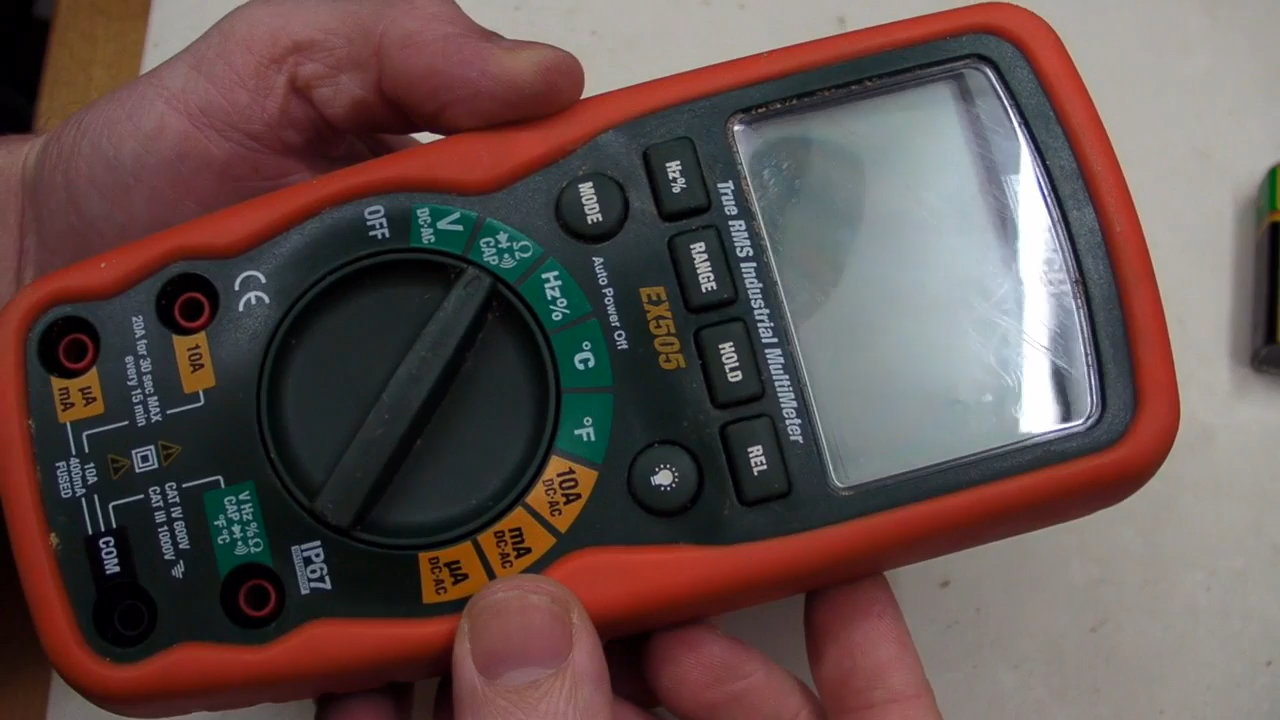 True RMS Industrial MultiMeter
Hz%
RANGE
HOLD
REL
MODE
EX505
Auto Power Off
OFF
V
DC·AC
Ω
CAP
Hz%
°C
°F
10A
DC·AC
mA
DC·AC
µA
DC·AC
CE
10A
µA
mA
20A for 30 sec MAX
every 15 min
10A
400mA
FUSED
CAT IV 600V
CAT III 1000V
COM
V Hz % Ω
CAP
°F °C
IP67